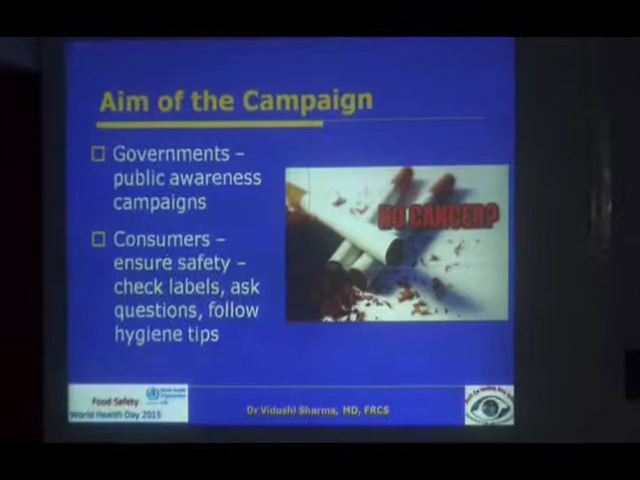 Aim of the Campaign
Governments –
public awareness
campaigns
Consumers –
ensure safety –
check labels, ask
questions, follow
hygiene tips
CANCER?
Food Safety
World Health Day 2015
Dr Vidushi Sharma, MD, FRCS